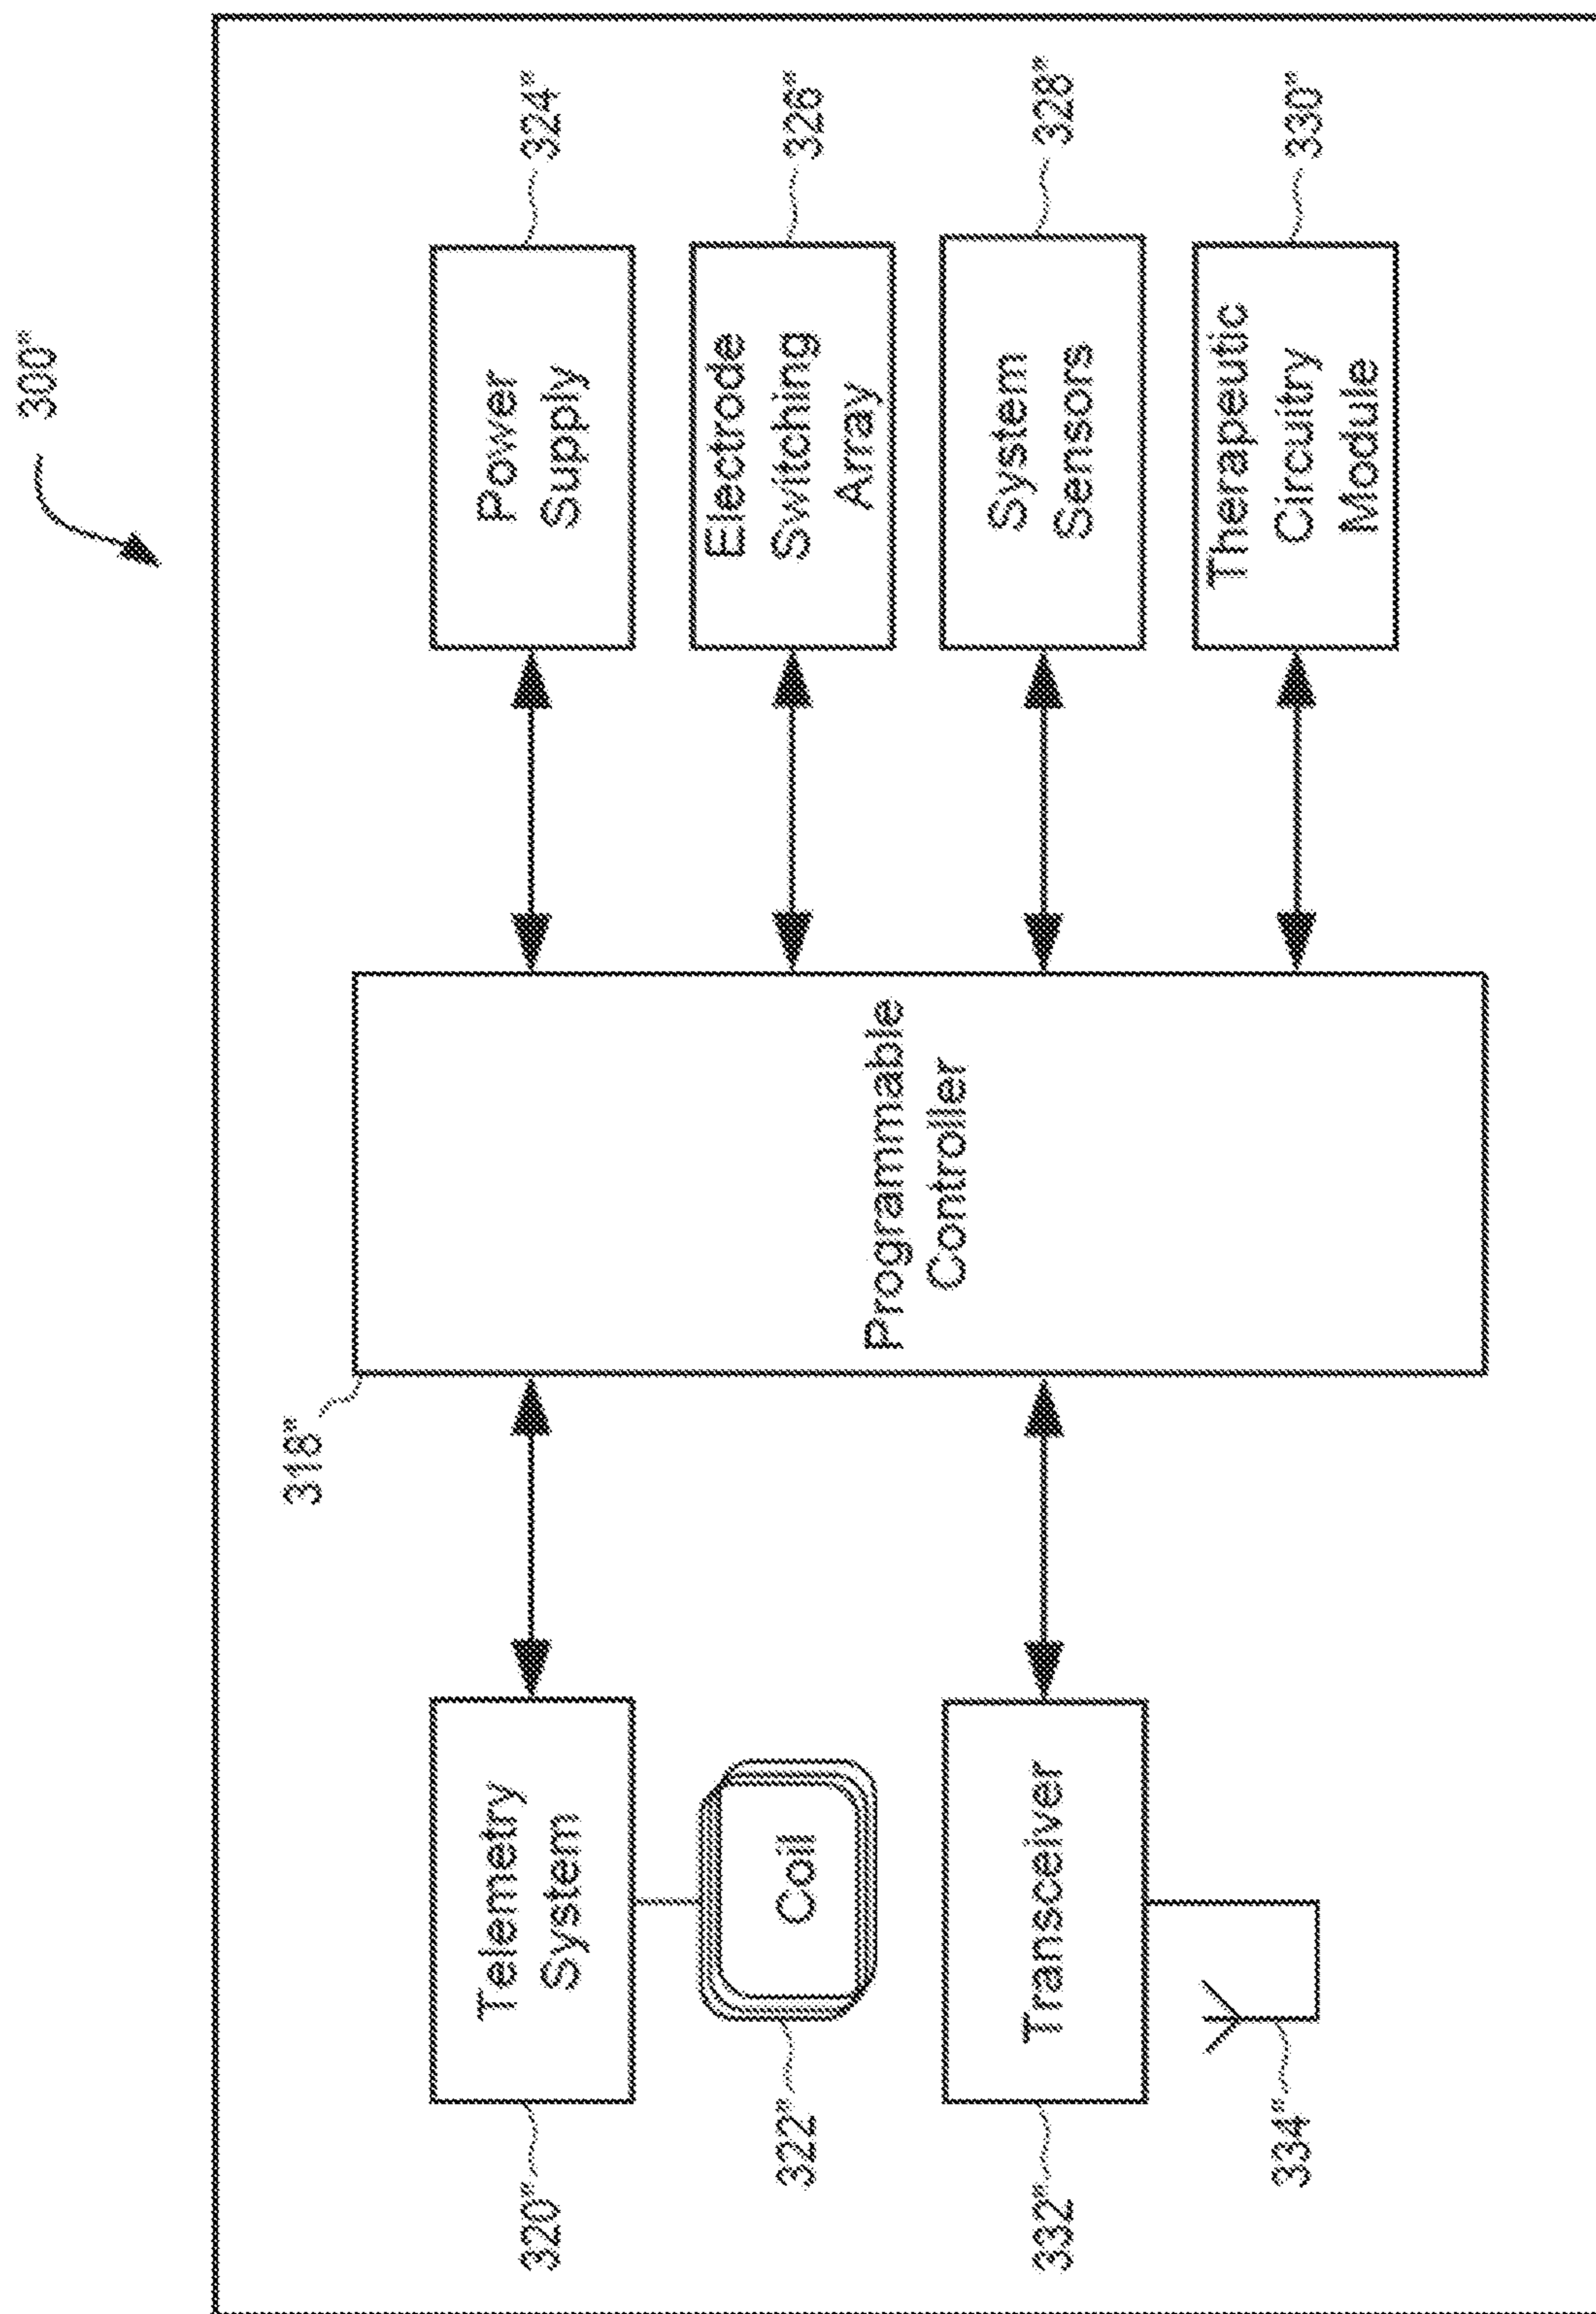 300"
318"
320"
Telemetry
System
322"
Coil
332"
Transceiver
334"
Programmable
Controller
Power
Supply
324"
Electrode
Switching
Array
326"
System
Sensors
328"
Therapeutic
Circuitry
Module
330"